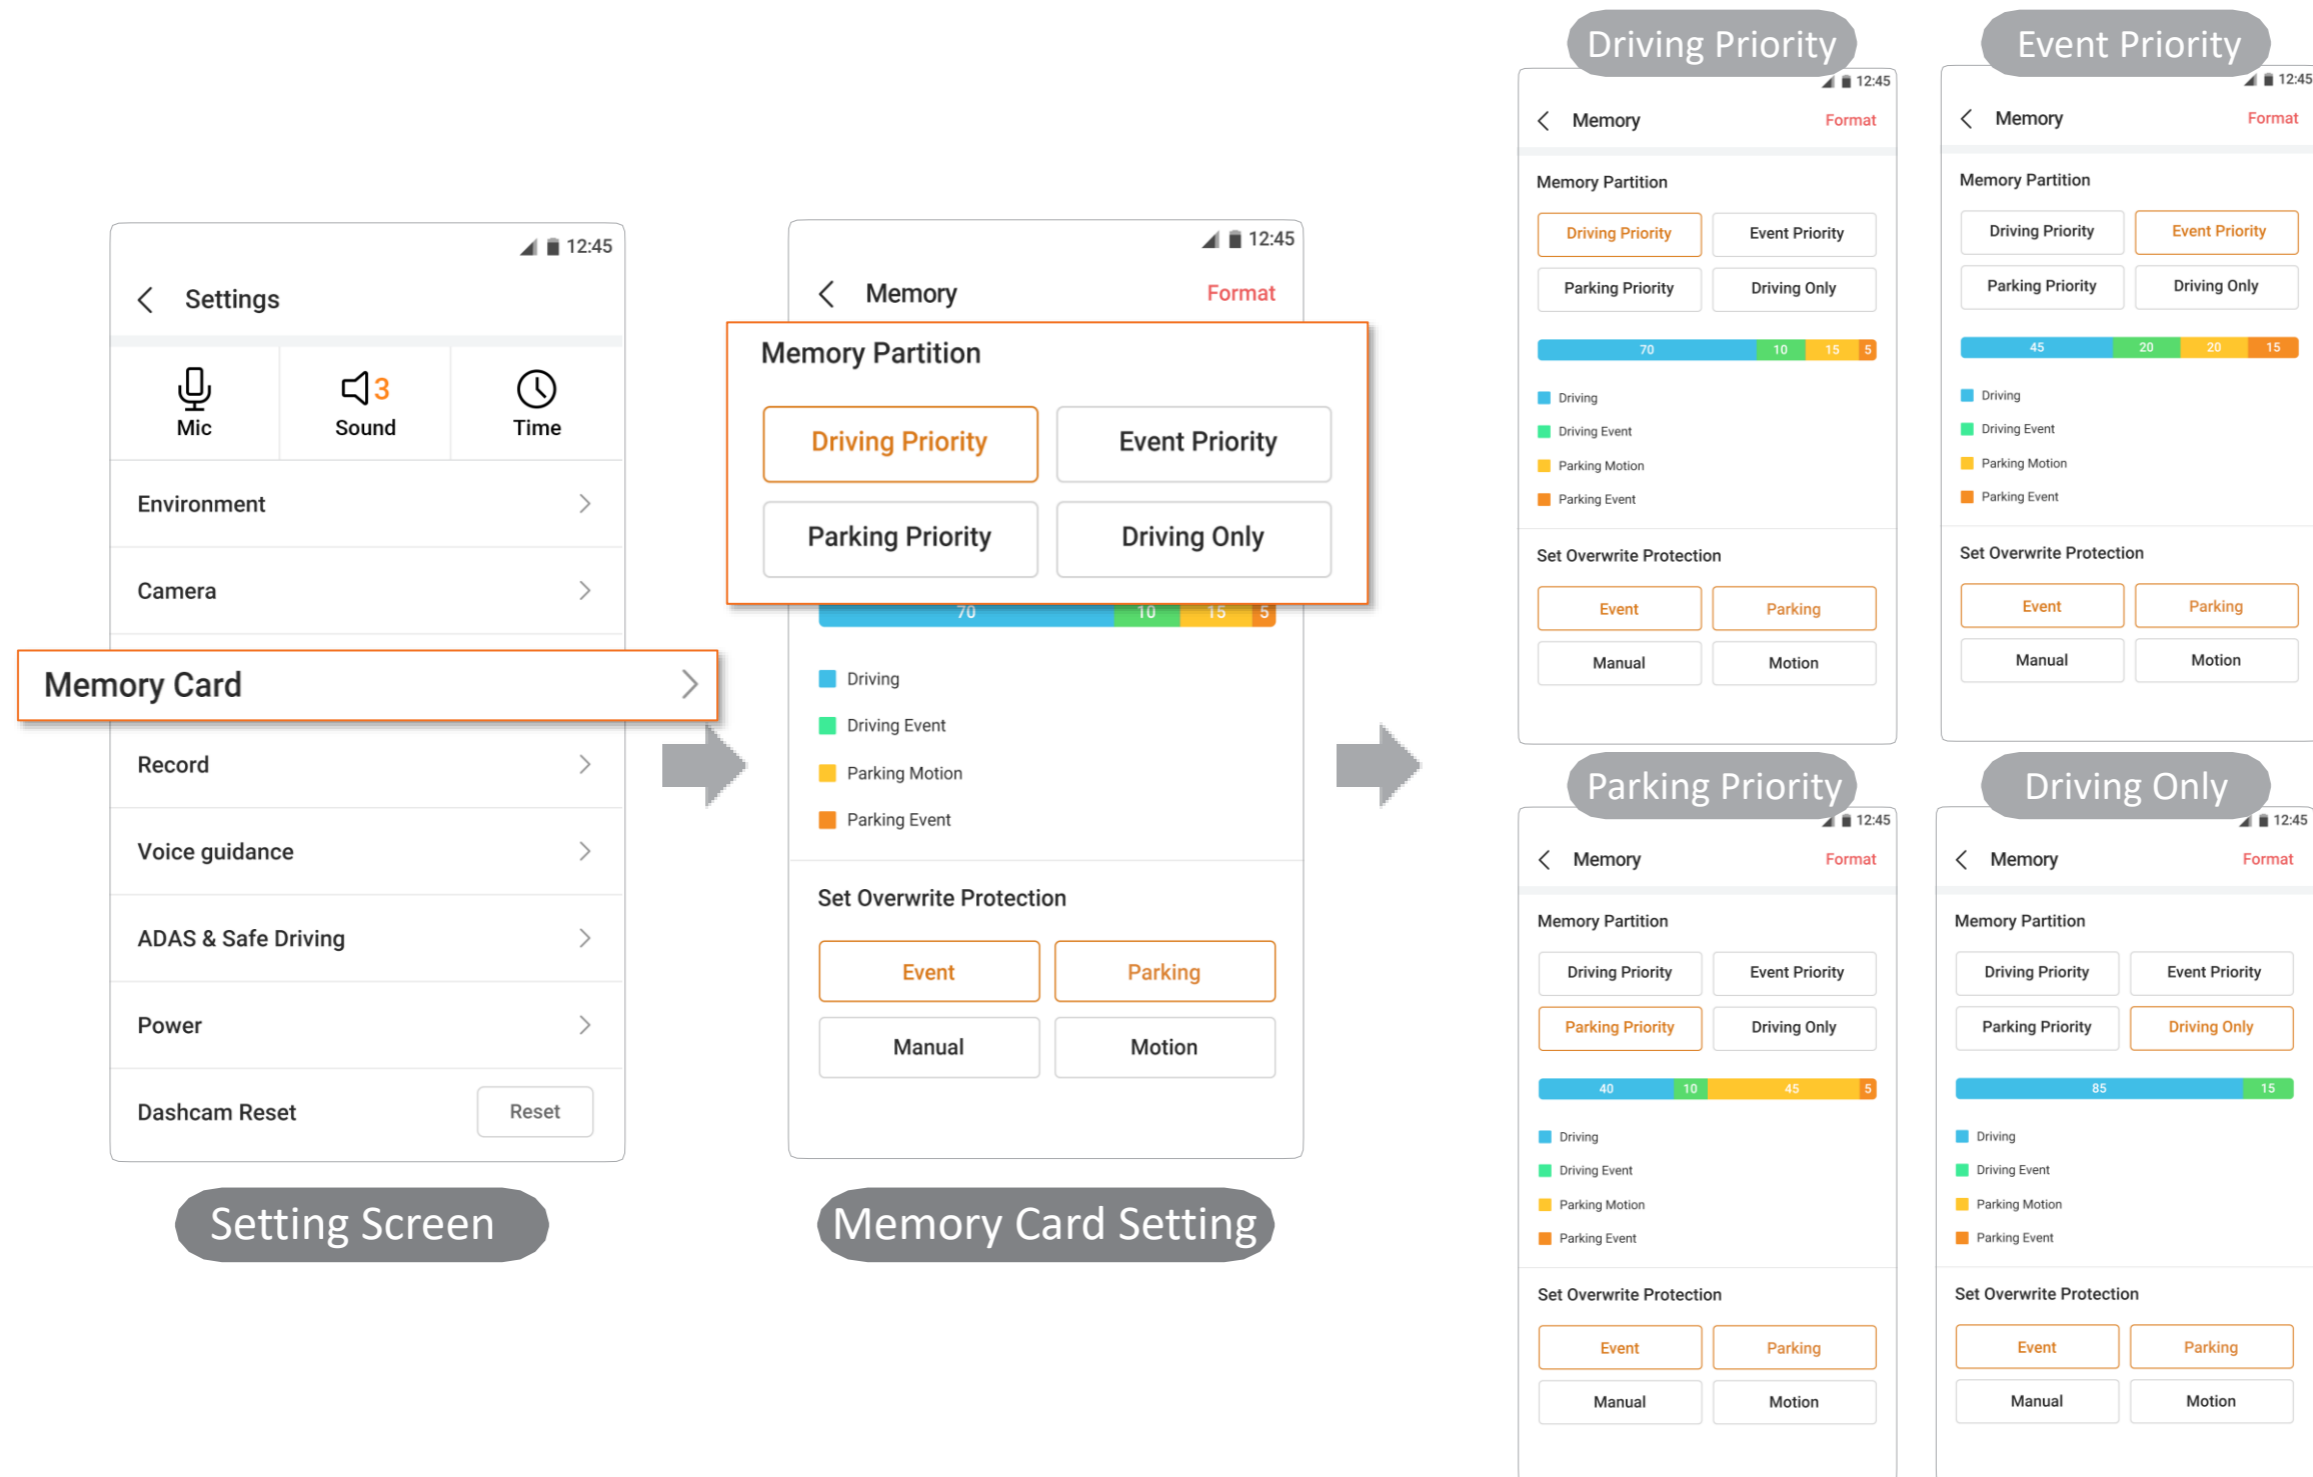 12:45
Settings
Mic
3
Sound
Time
Environment
Camera
Memory Card
Record
Voice guidance
ADAS & Safe Driving
Power
Dashcam Reset Reset
Setting Screen
12:45
Memory Format
Memory Partition
Driving Priority Event Priority
Parking Priority Driving Only
70 10 15 5
Driving
Driving Event
Parking Motion
Parking Event
Set Overwrite Protection
Event Parking
Manual Motion
Memory Card Setting
Driving Priority
12:45
Memory Format
Memory Partition
Driving Priority Event Priority
Parking Priority Driving Only
70 10 15 5
Driving
Driving Event
Parking Motion
Parking Event
Set Overwrite Protection
Event Parking
Manual Motion
Event Priority
12:45
Memory Format
Memory Partition
Driving Priority Event Priority
Parking Priority Driving Only
45 20 20 15
Driving
Driving Event
Parking Motion
Parking Event
Set Overwrite Protection
Event Parking
Manual Motion
Parking Priority
12:45
Memory Format
Memory Partition
Driving Priority Event Priority
Parking Priority Driving Only
40 10 45 5
Driving
Driving Event
Parking Motion
Parking Event
Set Overwrite Protection
Event Parking
Manual Motion
Driving Only
12:45
Memory Format
Memory Partition
Driving Priority Event Priority
Parking Priority Driving Only
85 15
Driving
Driving Event
Parking Motion
Parking Event
Set Overwrite Protection
Event Parking
Manual Motion